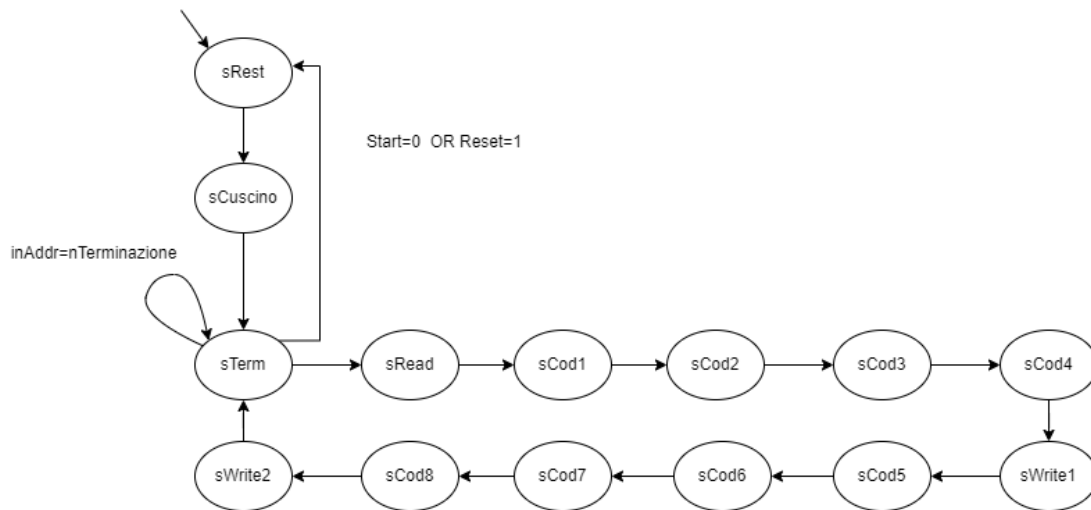 sRest
Start=0 OR Reset=1
sCuscino
inAddr=nTerminazione
sTerm
sRead
sCod1
sCod2
sCod3
sCod4
sWrite2
sCod8
sCod7
sCod6
sCod5
sWrite1